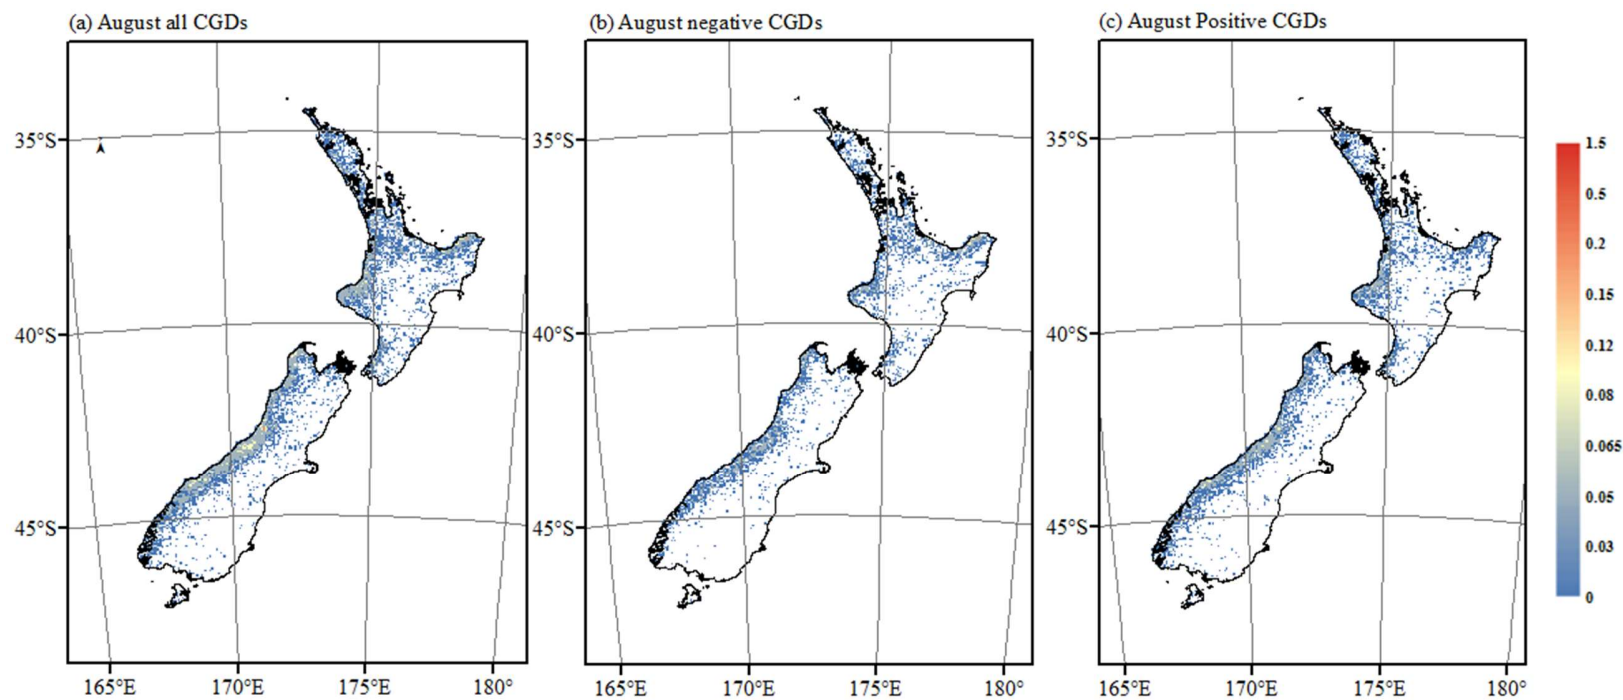 (a) August all CGDs
(b) August negative CGDs
(c) August Positive CGDs
35°S
40°S
45°S
165°E
170°E
175°E
180°
35°S
40°S
45°S
165°E
170°E
175°E
180°
35°S
40°S
45°S
165°E
170°E
175°E
180°
1.5
0.5
0.2
0.15
0.12
0.08
0.065
0.05
0.03
0